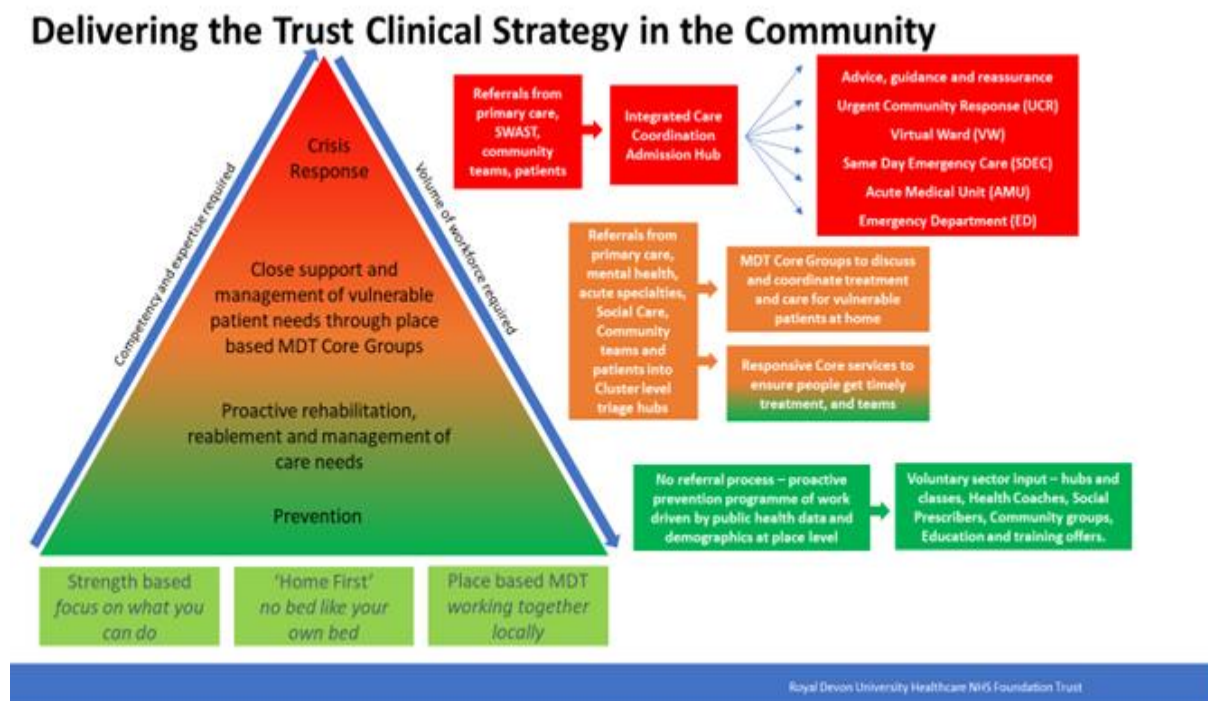 Delivering the Trust Clinical Strategy in the Community
Competency and expertise required
Volume of workforce required
Crisis
Response
Close support and
management of vulnerable
patient needs through place
based MDT Core Groups
Proactive rehabilitation,
reablement and management of
care needs
Prevention
Referrals from
primary care,
SWAST,
community
teams, patients
Integrated Care
Coordination
Admission Hub
Advice, guidance and reassurance
Urgent Community Response (UCR)
Virtual Ward (VW)
Same Day Emergency Care (SDEC)
Acute Medical Unit (AMU)
Emergency Department (ED)
Referrals from
primary care,
mental health,
acute specialties,
Social Care,
Community
teams and
patients into
Cluster level
triage hubs
MDT Core Groups to discuss
and coordinate treatment
and care for vulnerable
patients at home
Responsive Core services to
ensure people get timely
treatment, and teams
No referral process – proactive
prevention programme of work
driven by public health data and
demographics at place level
Voluntary sector input – hubs and
classes, Health Coaches, Social
Prescribers, Community groups,
Education and training offers.
Strength based
focus on what you
can do
‘Home First’
no bed like your
own bed
Place based MDT
working together
locally
Royal Devon University Healthcare NHS Foundation Trust